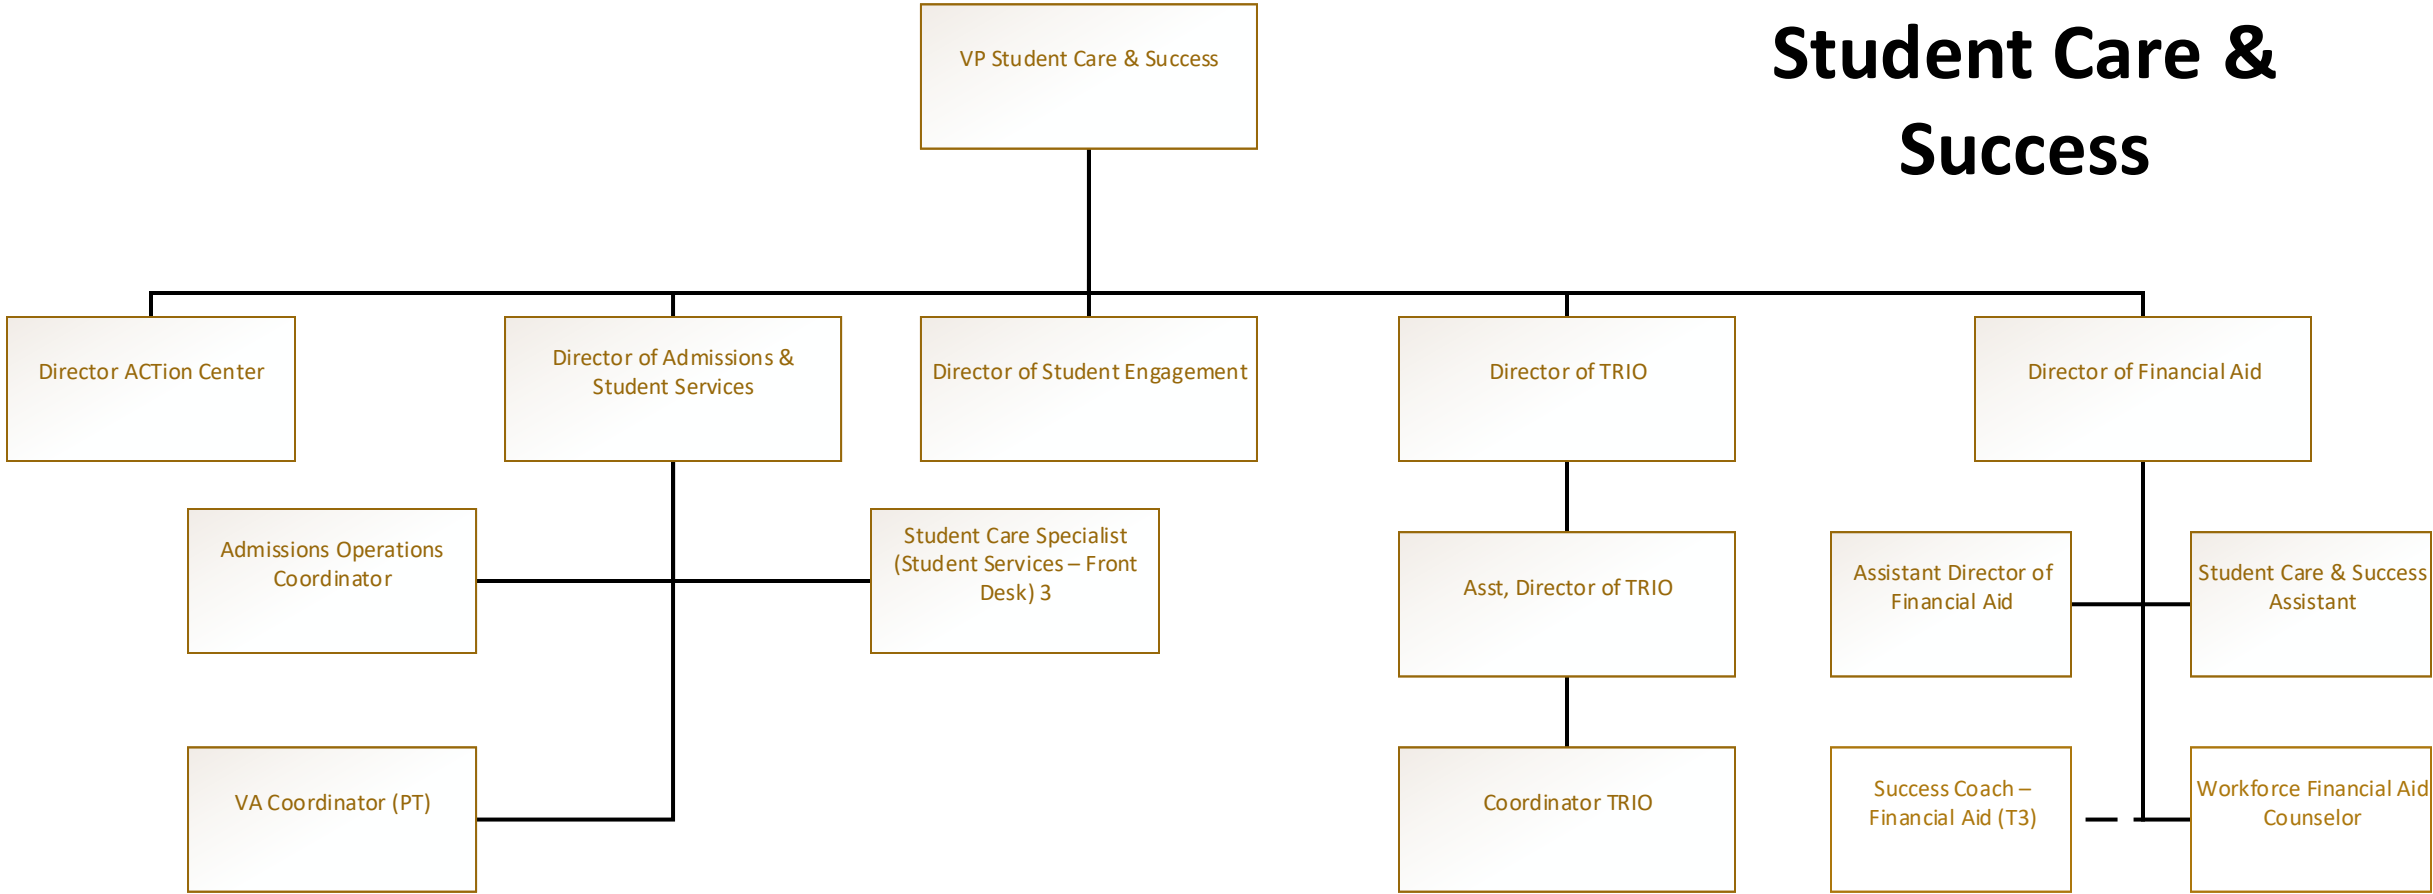 Student Care &
Success
VP Student Care & Success
Director ACTion Center
Director of Admissions &
Student Services
Director of Student Engagement
Director of TRIO
Director of Financial Aid
Admissions Operations
Coordinator
Student Care Specialist
(Student Services – Front
Desk) 3
Asst, Director of TRIO
Assistant Director of
Financial Aid
Student Care & Success
Assistant
VA Coordinator (PT)
Coordinator TRIO
Success Coach –
Financial Aid (T3)
Workforce Financial Aid
Counselor